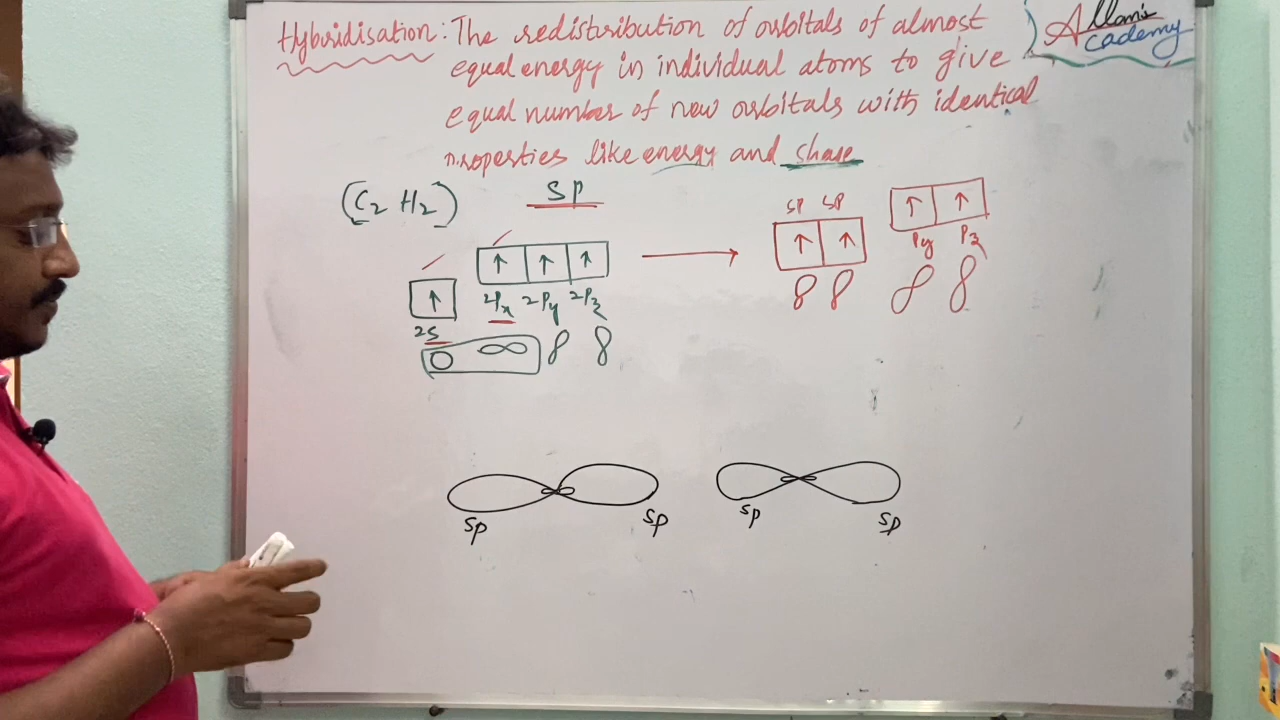 Hybridisation: The redistribution of orbitals of almost
equal energy in individual atoms to give
equal number of new orbitals with identical
properties like energy and shape
Allam's
Academy
(C2 H2) SP
SP SP
Py Pz
2Px 2Py 2Pz
2S
SP SP SP SP